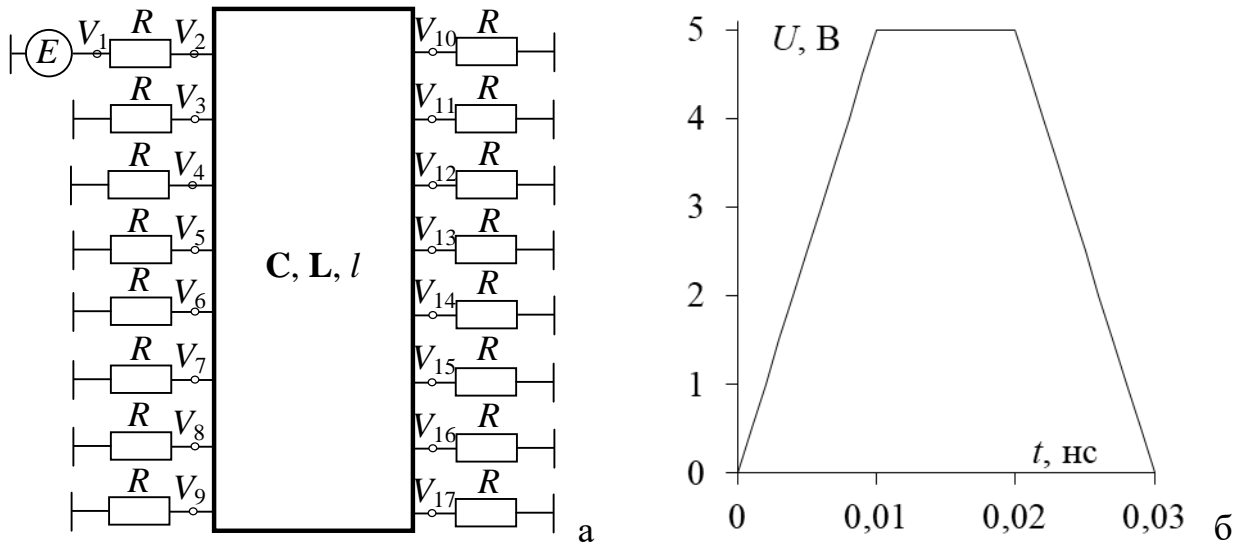 E V1 R V2 V10 R
R V3 V11 R
R V4 V12 R
R V5 V13 R
R V6 V14 R
R V7 V15 R
R V8 V16 R
R V9 V17 R
C, L, l
а
U, В
5
4
3
2
1
0
t, нс
0 0,01 0,02 0,03
б